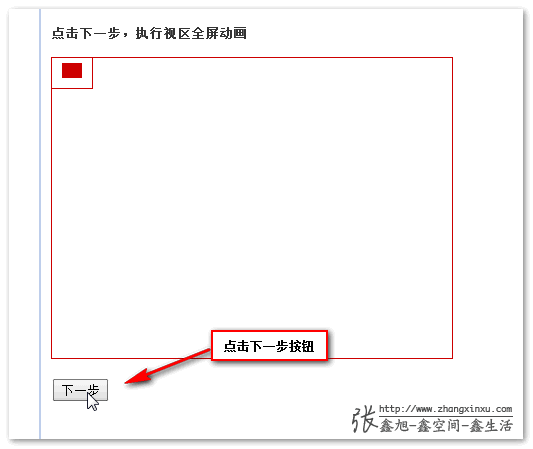 点击下一步，执行视区全屏动画
点击下一步按钮
下一步
张
http://www.zhangxinxu.com
鑫旭-鑫空间-鑫生活